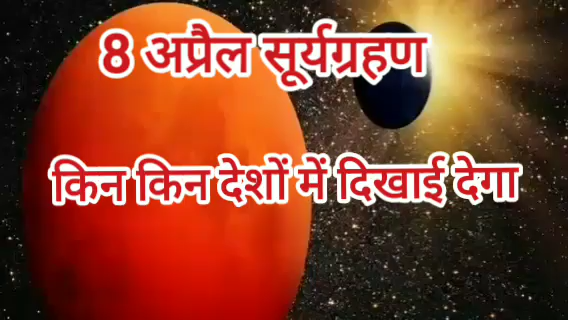 8 अप्रैल सूर्यग्रहण
किन किन देशों में दिखाई देगा